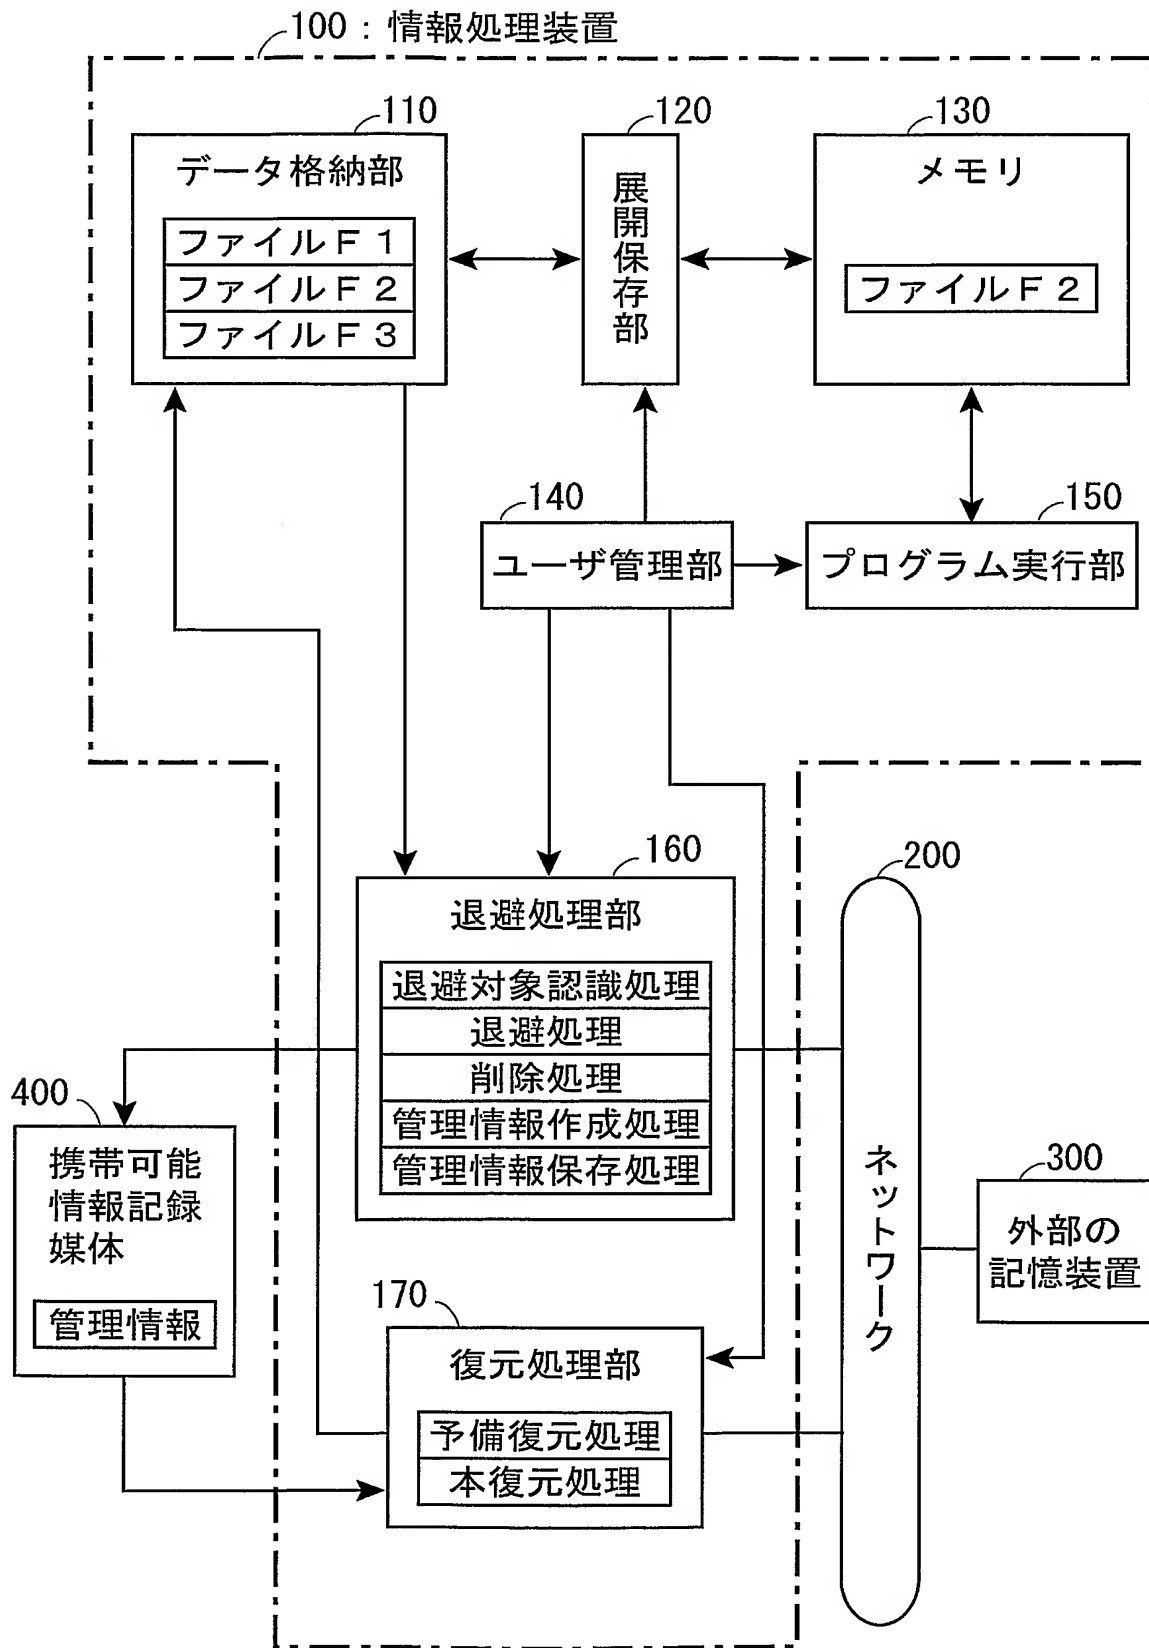 100：情報処理装置
110
データ格納部
ファイルＦ１
ファイルＦ２
ファイルＦ３
120
展開保存部
130
メモリ
ファイルＦ２
140
ユーザ管理部
150
プログラム実行部
160
退避処理部
退避対象認識処理
退避処理
削除処理
管理情報作成処理
管理情報保存処理
200
ネットワーク
300
外部の
記憶装置
400
携帯可能
情報記録
媒体
管理情報
170
復元処理部
予備復元処理
本復元処理